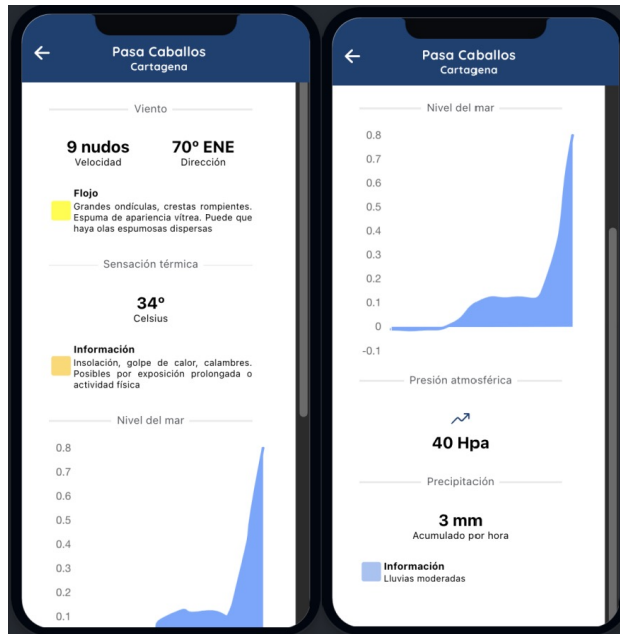 Pasa Caballos
Cartagena
Viento
9 nudos
Velocidad
70º ENE
Dirección
Flojo
Grandes ondículas, crestas rompientes.
Espuma de apariencia vítrea. Puede que
haya olas espumosas dispersas
Sensación térmica
34º
Celsius
Información
Insolación, golpe de calor, calambres.
Posibles por exposición prolongada o
actividad física
Nivel del mar
0.8
0.7
0.6
0.5
0.4
0.3
0.2
0.1
Pasa Caballos
Cartagena
Nivel del mar
0.8
0.7
0.6
0.5
0.4
0.3
0.2
0.1
0
-0.1
Presión atmosférica
40 Hpa
Precipitación
3 mm
Acumulado por hora
Información
Lluvias moderadas